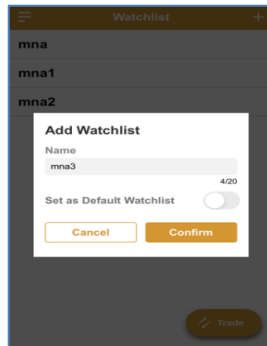 Watchlist +
mna
mna1
mna2
Add Watchlist
Name
mna3
4/20
Set as Default Watchlist
Cancel Confirm
Trade